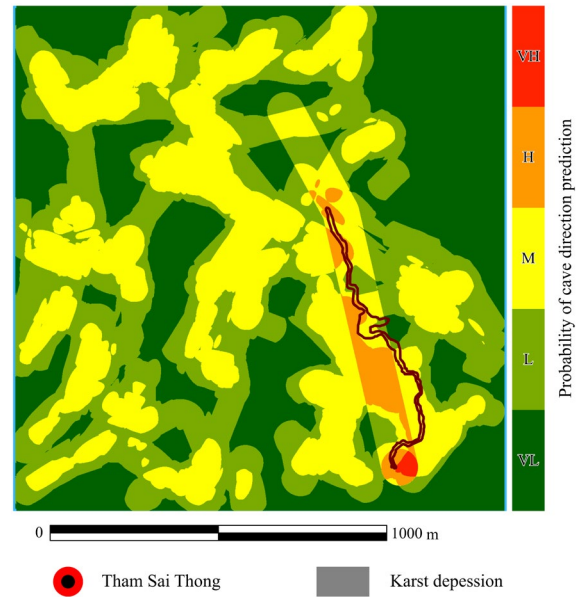 VH
H
M
L
VL
Probability of cave direction prediction
0 1000 m
Tham Sai Thong Karst depession